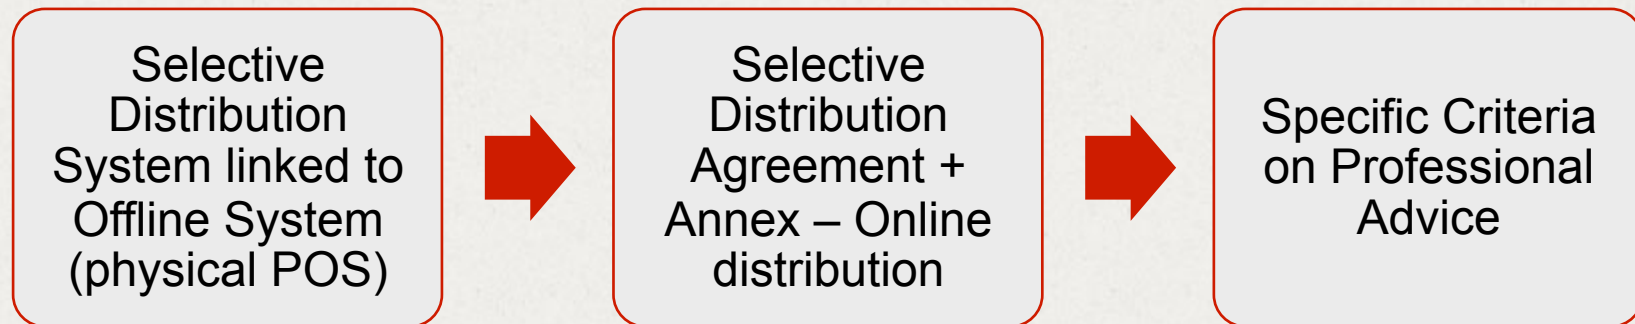 Selective
Distribution
System linked to
Offline System
(physical POS)
Selective
Distribution
Agreement +
Annex – Online
distribution
Specific Criteria
on Professional
Advice